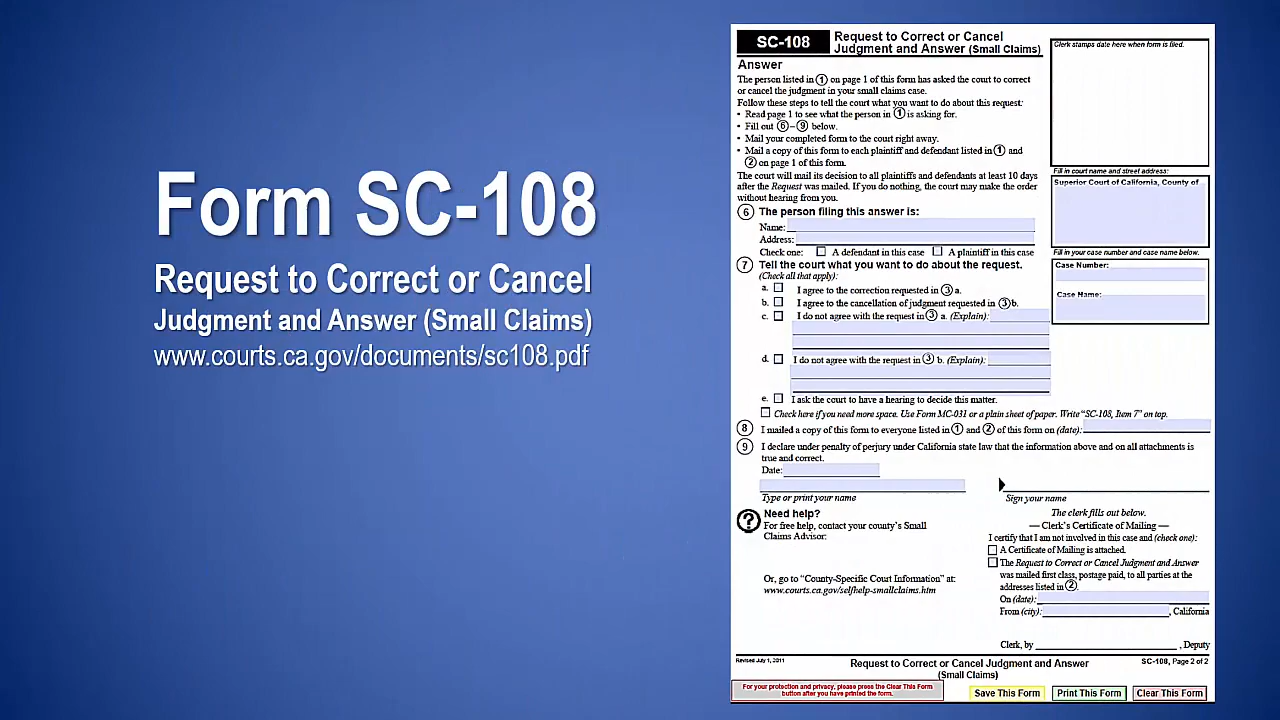 Form SC-108
Request to Correct or Cancel
Judgment and Answer (Small Claims)
www.courts.ca.gov/documents/sc108.pdf
SC-108
Request to Correct or Cancel
Judgment and Answer (Small Claims)
Clerk stamps date here when form is filed.
Answer
The person listed in ① on page 1 of this form has asked the court to correct
or cancel the judgment in your small claims case.
Follow these steps to tell the court what you want to do about this request:
• Read page 1 to see what the person in ① is asking for.
• Fill out ⑥–⑨ below.
• Mail your completed form to the court right away.
• Mail a copy of this form to each plaintiff and defendant listed in ① and
② on page 1 of this form.
The court will mail its decision to all plaintiffs and defendants at least 10 days
after the Request was mailed. If you do nothing, the court may make the order
without hearing from you.
Fill in court name and street address:
Superior Court of California, County of
Fill in your case number and case name below.
Case Number:
Case Name:
⑥ The person filing this answer is:
Name:
Address:
Check one: A defendant in this case A plaintiff in this case
⑦ Tell the court what you want to do about the request.
(Check all that apply):
a. I agree to the correction requested in ③ a.
b. I agree to the cancellation of judgment requested in ③ b.
c. I do not agree with the request in ③ a. (Explain):
d. I do not agree with the request in ③ b. (Explain):
e. I ask the court to have a hearing to decide this matter.
Check here if you need more space. Use Form MC-031 or a plain sheet of paper. Write "SC-108, Item 7" on top.
⑧ I mailed a copy of this form to everyone listed in ① and ② of this form on (date):
⑨ I declare under penalty of perjury under California state law that the information above and on all attachments is
true and correct.
Date:
Type or print your name
Sign your name
? Need help?
For free help, contact your county's Small
Claims Advisor:
Or, go to "County-Specific Court Information" at:
www.courts.ca.gov/selfhelp-smallclaims.htm
The clerk fills out below.
— Clerk's Certificate of Mailing —
I certify that I am not involved in this case and (check one):
A Certificate of Mailing is attached.
The Request to Correct or Cancel Judgment and Answer
was mailed first class, postage paid, to all parties at the
addresses listed in ②.
On (date):
From (city): , California
Clerk, by , Deputy
Revised July 1, 2011
Request to Correct or Cancel Judgment and Answer
(Small Claims)
SC-108, Page 2 of 2
For your protection and privacy, please press the Clear This Form
button after you have printed the form.
Save This Form
Print This Form
Clear This Form